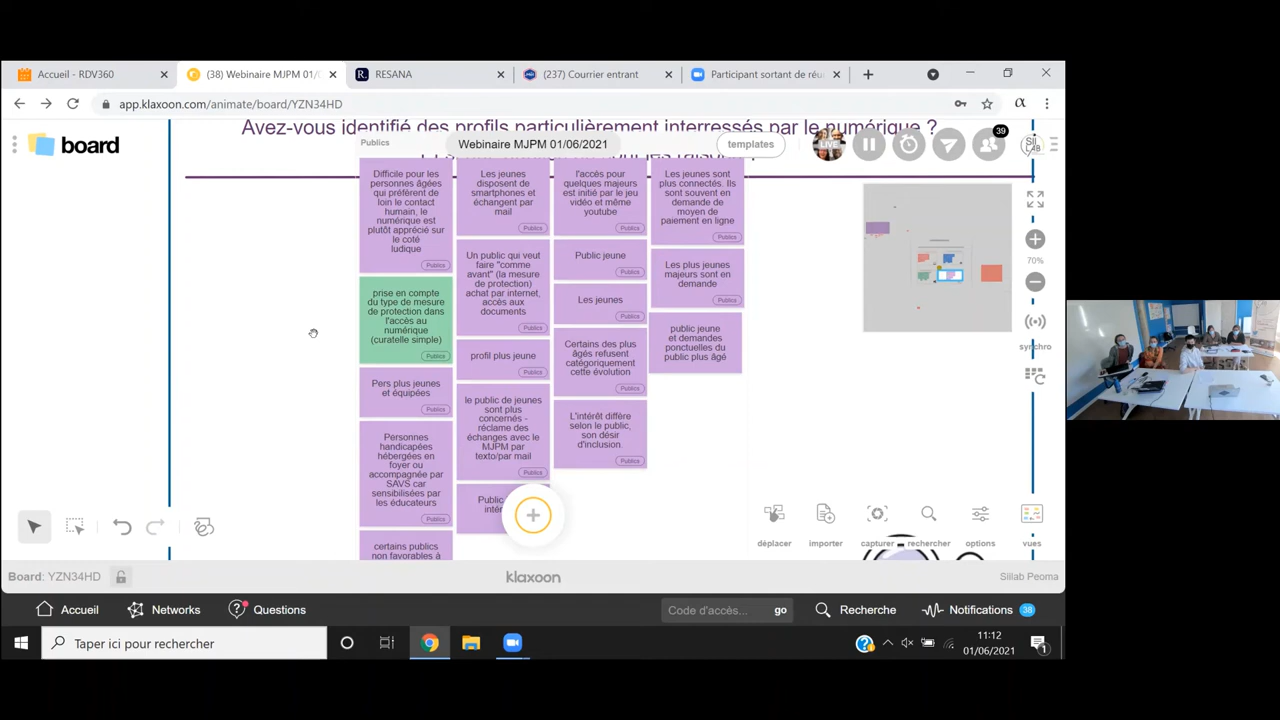 Accueil - RDV360
(38) Webinaire MJPM 01/0
RESANA
(237) Courrier entrant
Participant sortant de réu
app.klaxoon.com/animate/board/YZN34HD
Avez-vous identifié des profils particulièrement interressés par le numérique ?
board
Publics
Webinaire MJPM 01/06/2021
templates
LIVE
39
Difficile pour les
personnes âgées
qui préfèrent de
loin le contact
humain, le
numérique est
plutôt apprécié sur
le coté
ludique
Publics
prise en compte
du type de mesure
de protection dans
l'accès au
numérique
(curatelle simple)
Publics
Pers plus jeunes
et équipées
Publics
Personnes
handicapées
hébergées en
foyer ou
accompagnée par
SAVS car
sensibilisées par
les éducateurs
Publics
certains publics
non favorables à
Les jeunes
disposent de
smartphones et
échangent par
mail
Publics
Un public qui veut
faire "comme
avant" (la mesure
de protection)
achat par internet,
accès aux
documents
Publics
profil plus jeune
Publics
le public de jeunes
sont plus
concernés -
réclame des
échanges avec le
MJPM par
texto/par mail
Publics
Public
l'accès pour
quelques majeurs
est initié par le jeu
vidéo et même
youtube
Publics
Public jeune
Publics
Les jeunes
Publics
Certains des plus
âgés refusent
catégoriquement
cette évolution
Publics
L'intérêt diffère
selon le public,
son désir
d'inclusion.
Publics
Les jeunes sont
plus connectés. Ils
sont souvent en
demande de
moyen de
paiement en ligne
Publics
Les plus jeunes
majeurs sont en
demande
Publics
public jeune
et demandes
ponctuelles du
public plus âgé
70%
synchro
déplacer
importer
capturer
rechercher
options
vues
Board: YZN34HD
klaxoon
Siilab Peoma
Accueil
Networks
Questions
Code d'accès...
go
Recherche
Notifications
38
Taper ici pour rechercher
11:12
01/06/2021
1